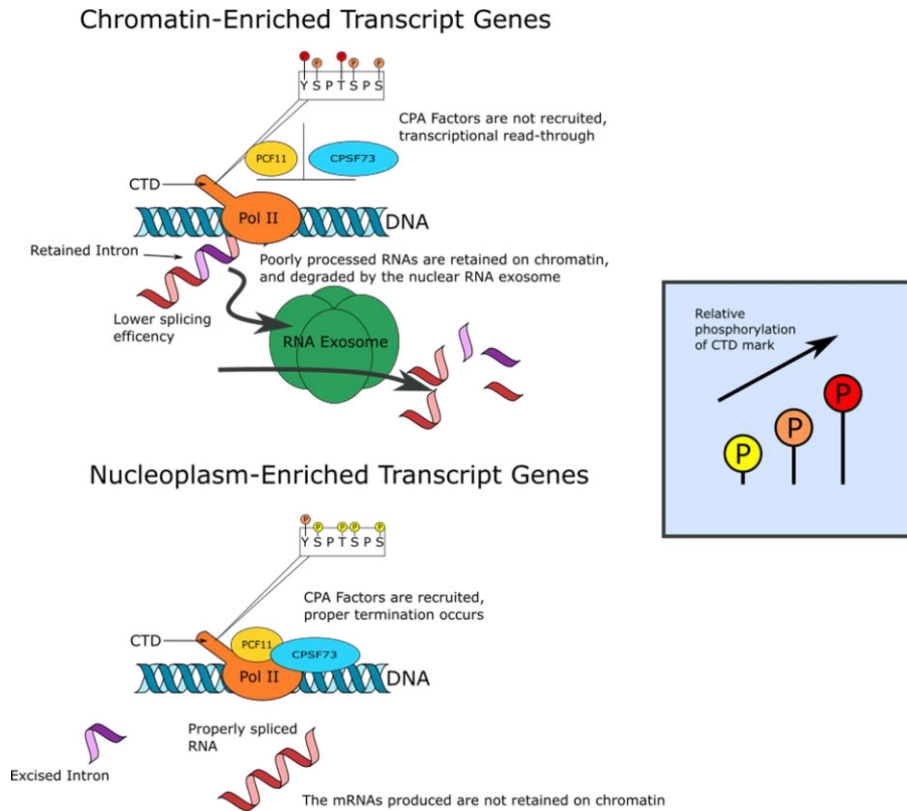 Chromatin-Enriched Transcript Genes
P
P
P
P
P
Y S P T S P S
CPA Factors are not recruited,
transcriptional read-through
PCF11
CPSF73
CTD
Pol II
DNA
Retained Intron
Poorly processed RNAs are retained on chromatin,
and degraded by the nuclear RNA exosome
Lower splicing
efficency
RNA Exosome
Relative
phosphorylation
of CTD mark
P
P
P
Nucleoplasm-Enriched Transcript Genes
P
P
P
P
P
Y S P T S P S
CPA Factors are recruited,
proper termination occurs
CTD
PCF11
CPSF73
Pol II
DNA
Properly spliced
RNA
Excised Intron
The mRNAs produced are not retained on chromatin